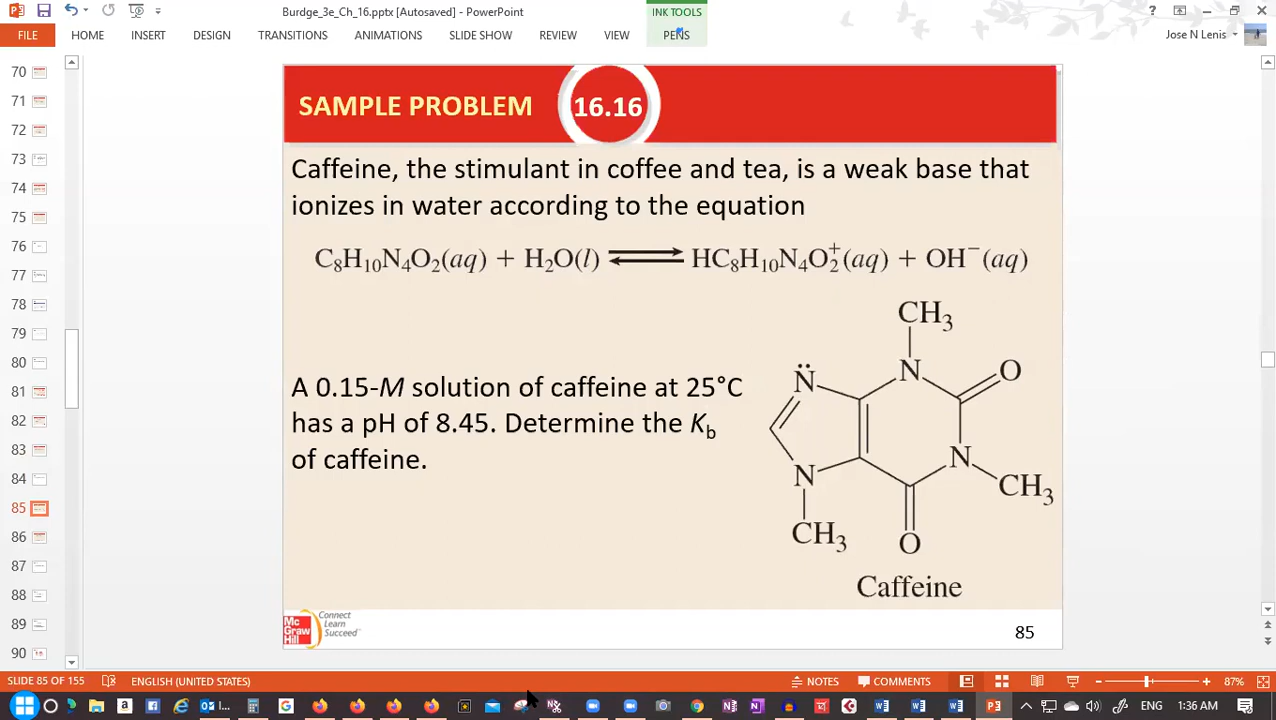 Burdge_3e_Ch_16.pptx [Autosaved] - PowerPoint
INK TOOLS
FILE HOME INSERT DESIGN TRANSITIONS ANIMATIONS SLIDE SHOW REVIEW VIEW PENS
Jose N Lenis
70
71
72
73
74
75
76
77
78
79
80
81
82
83
84
85
86
87
88
89
90
SAMPLE PROBLEM 16.16
Caffeine, the stimulant in coffee and tea, is a weak base that
ionizes in water according to the equation
C₈H₁₀N₄O₂(aq) + H₂O(l) ⇌ HC₈H₁₀N₄O₂⁺(aq) + OH⁻(aq)
A 0.15-M solution of caffeine at 25°C
has a pH of 8.45. Determine the Kb
of caffeine.
CH₃
N
N
O
N
N
CH₃
CH₃
O
Caffeine
Mc
Graw
Hill
Connect
Learn
Succeed™
85
SLIDE 85 OF 155 ENGLISH (UNITED STATES) NOTES COMMENTS 87%
O... 1:36 AM